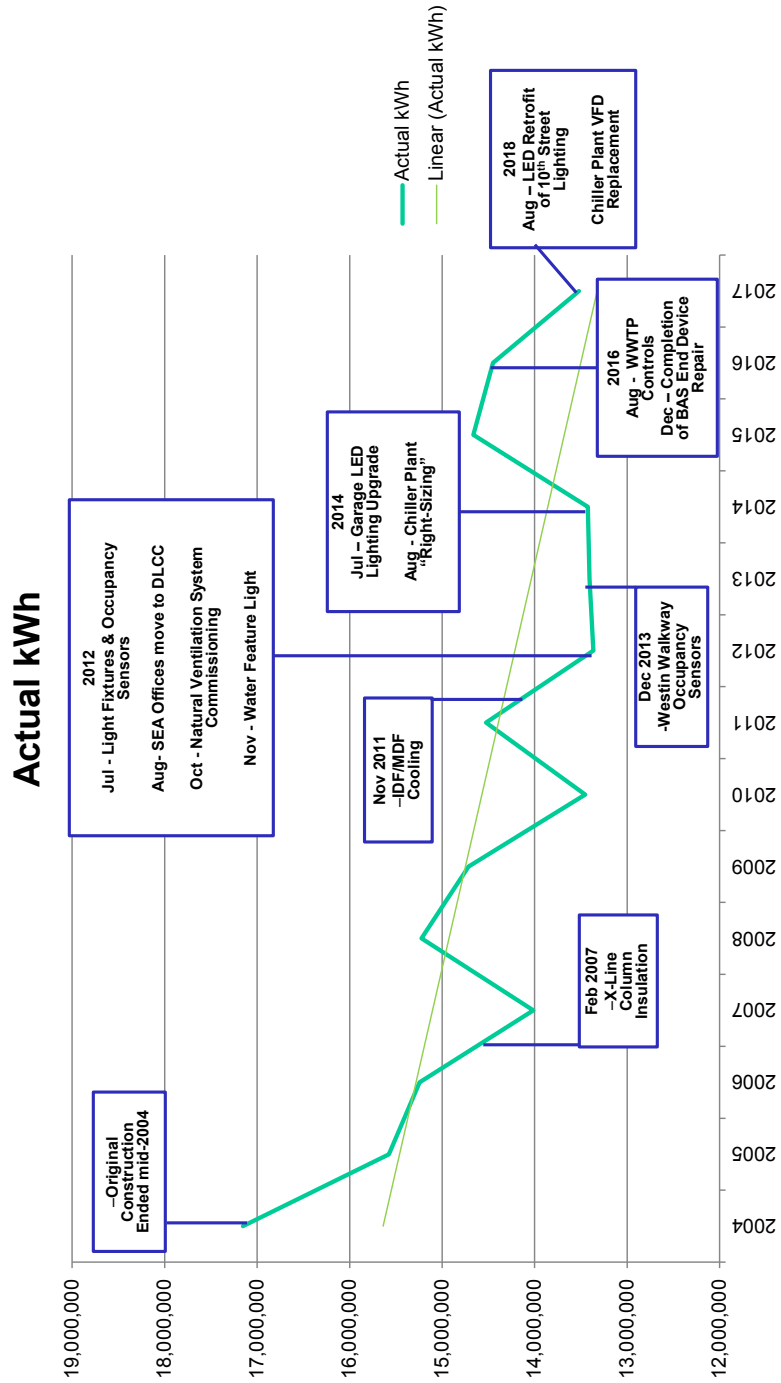 Actual kWh
19,000,000
18,000,000
17,000,000
16,000,000
15,000,000
14,000,000
13,000,000
12,000,000
2004
2005
2006
2007
2008
2009
2010
2011
2012
2013
2014
2015
2016
2017
–Original
Construction
Ended mid-2004
Feb 2007
–X-Line
Column
Insulation
Nov 2011
–IDF/MDF
Cooling
2012
Jul - Light Fixtures & Occupancy
Sensors
Aug- SEA Offices move to DLCC
Oct - Natural Ventilation System
Commissioning
Nov - Water Feature Light
Dec 2013
-Westin Walkway
Occupancy
Sensors
2014
Jul – Garage LED
Lighting Upgrade
Aug - Chiller Plant
“Right-Sizing”
2016
Aug - WWTP
Controls
Dec – Completion
of BAS End Device
Repair
2018
Aug – LED Retrofit
of 10th Street
Lighting
Chiller Plant VFD
Replacement
Actual kWh
Linear (Actual kWh)